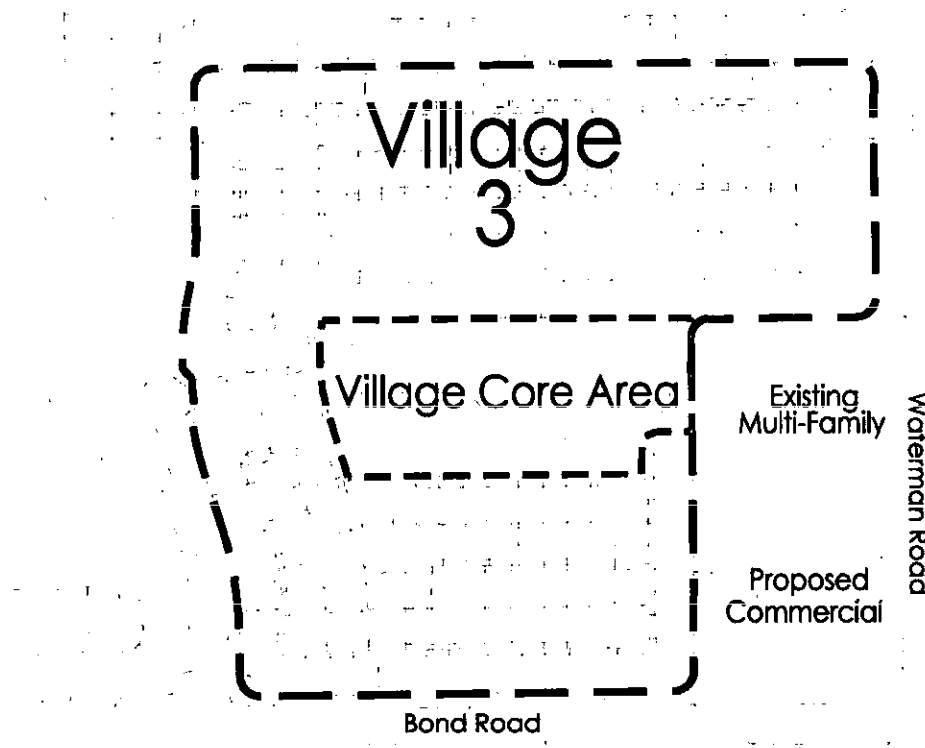 Village
3
Village Core Area
Existing
Multi-Family
Waterman Road
Proposed
Commercial
Bond Road